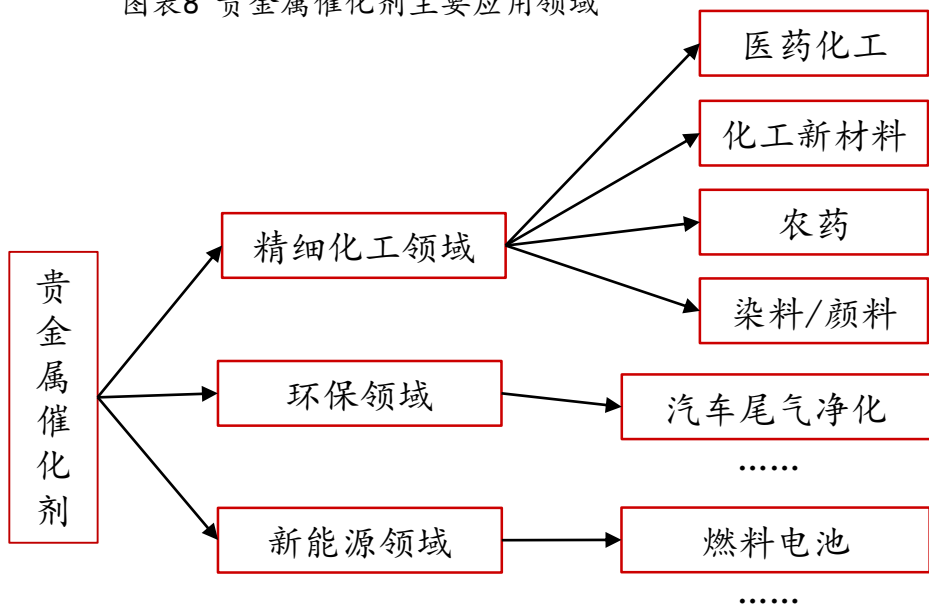 图表8 贵金属催化剂主要应用领域
医药化工
化工新材料
精细化工领域
农药
染料/颜料
贵金属催化剂
环保领域
汽车尾气净化
……
新能源领域
燃料电池
……